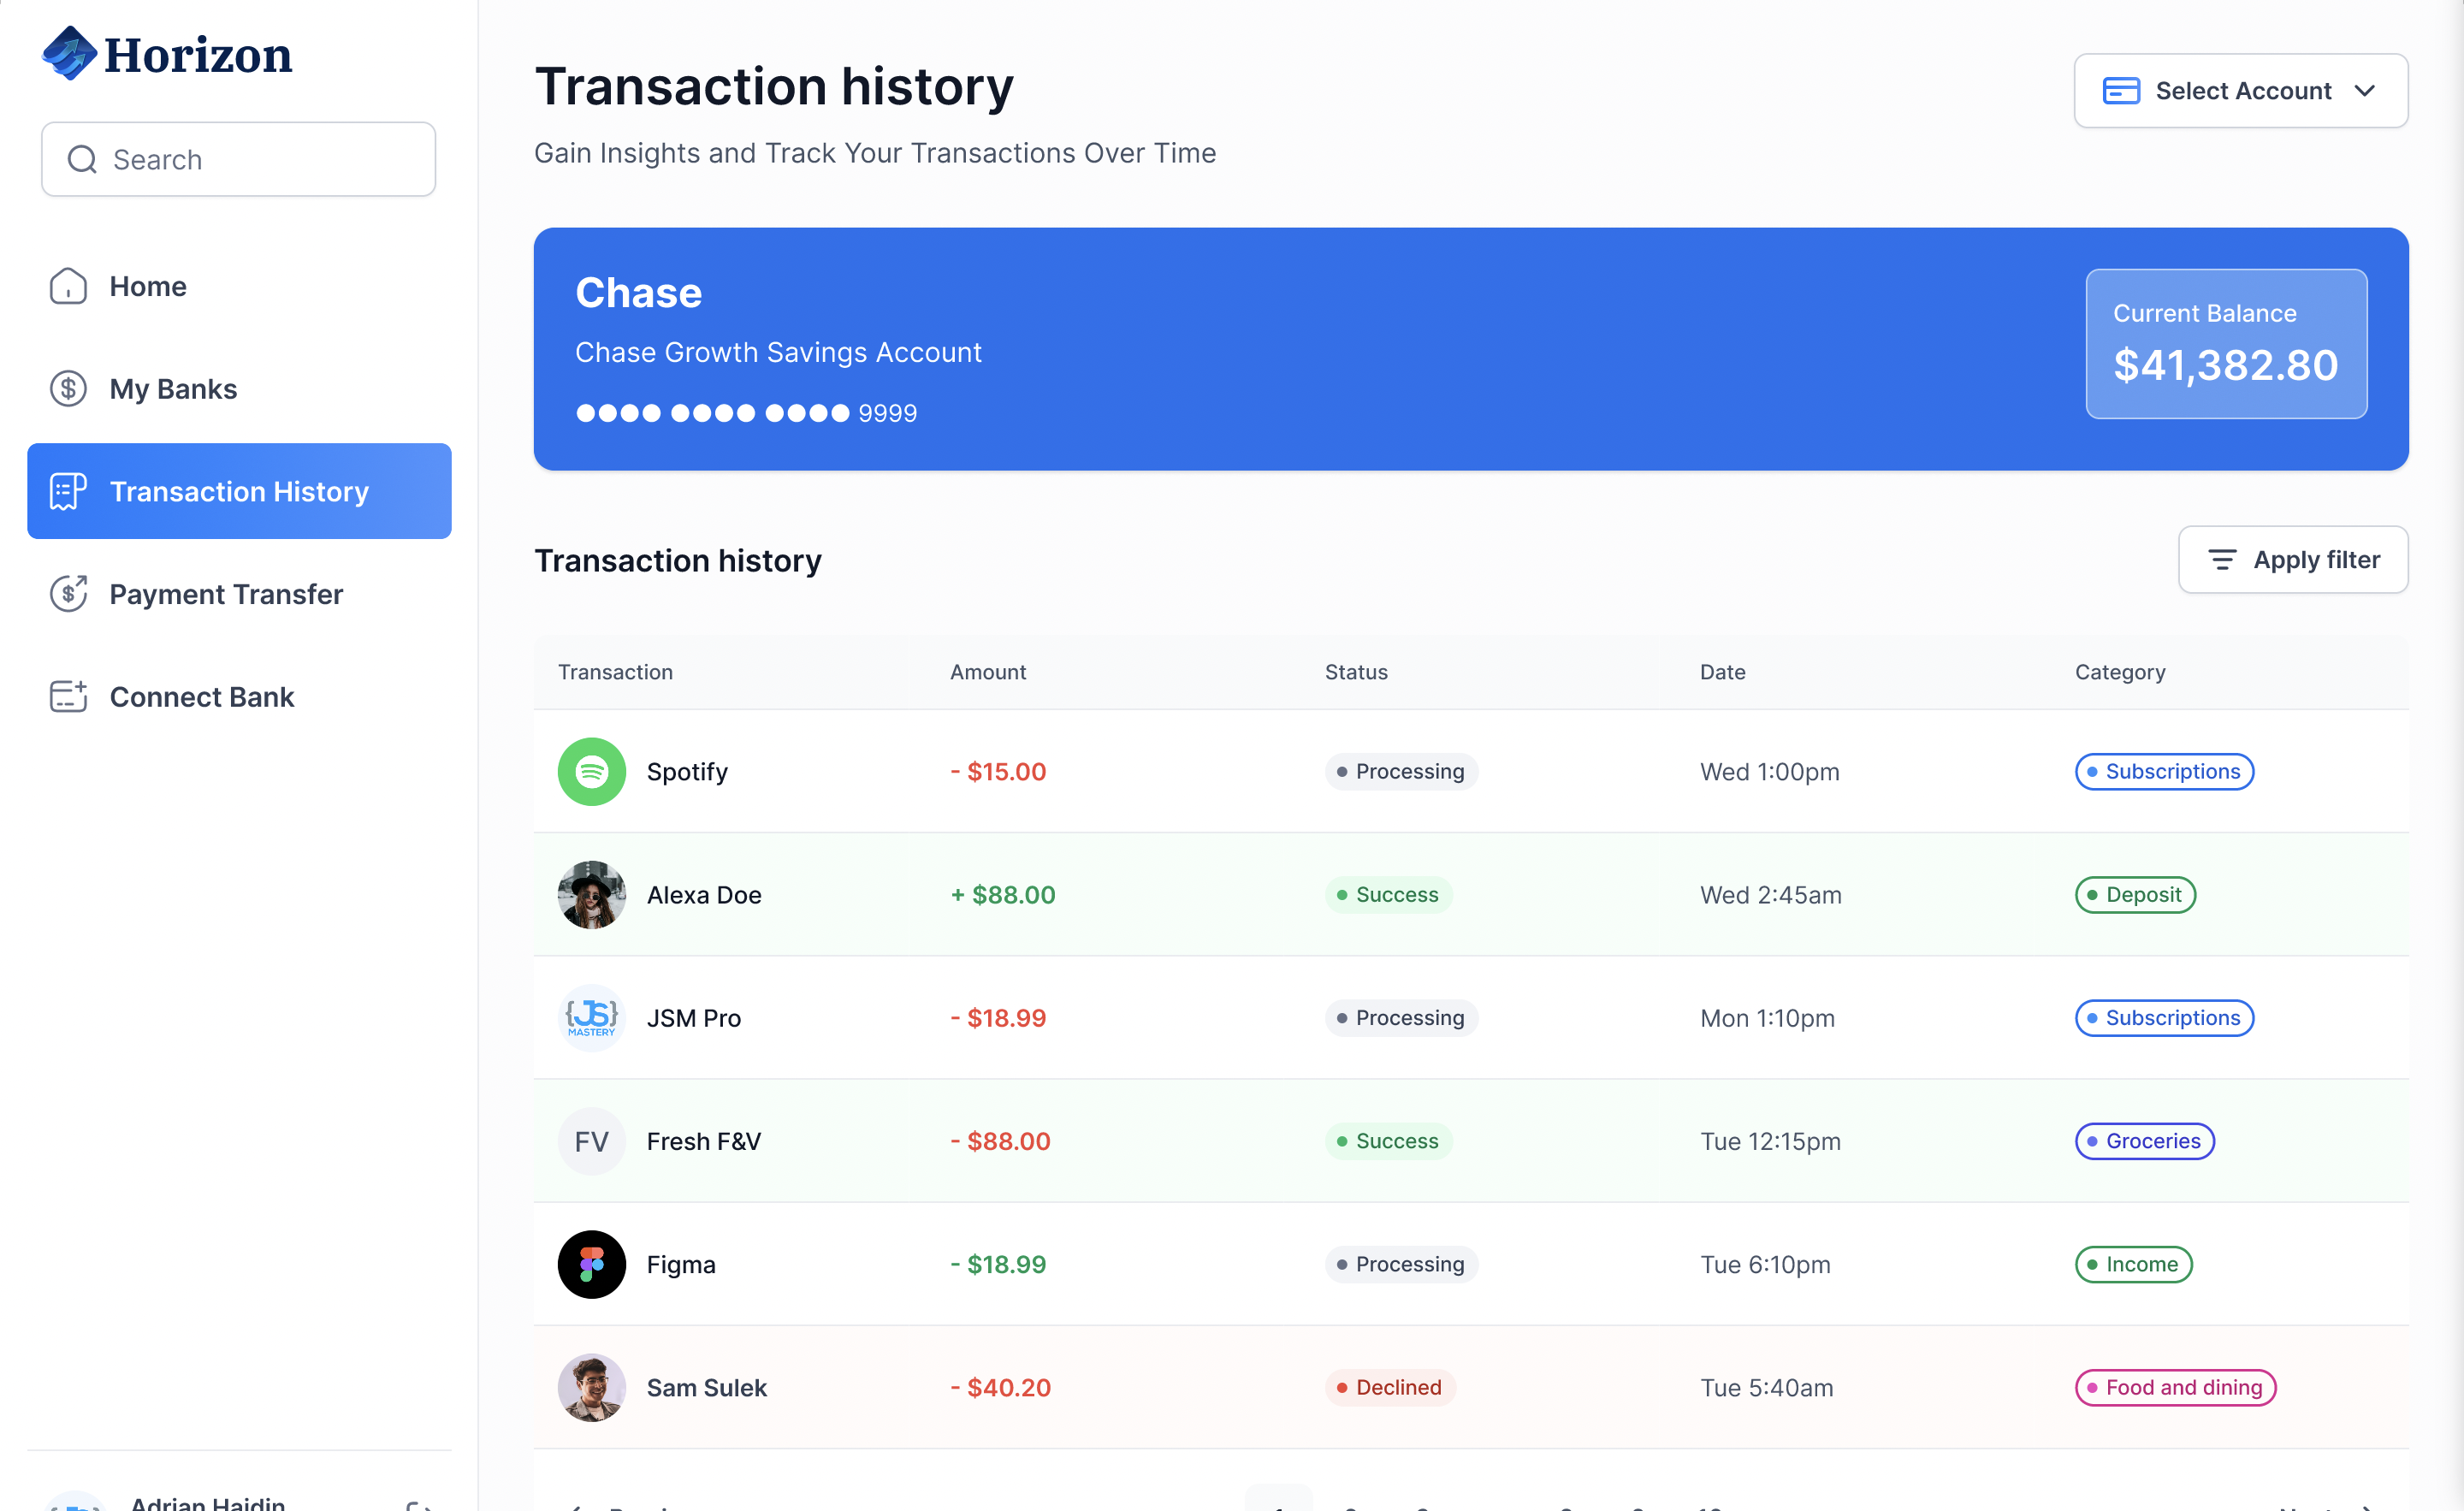 Horizon
Search
Home
My Banks
Transaction History
Payment Transfer
Connect Bank
Adrian Hajdin
Transaction history
Gain Insights and Track Your Transactions Over Time
Select Account
Chase
Chase Growth Savings Account
●●●● ●●●● ●●●● 9999
Current Balance
$41,382.80
Transaction history
Apply filter
Transaction Amount Status Date Category
Spotify - $15.00 Processing Wed 1:00pm Subscriptions
Alexa Doe + $88.00 Success Wed 2:45am Deposit
{JS} MASTERY JSM Pro - $18.99 Processing Mon 1:10pm Subscriptions
FV Fresh F&V - $88.00 Success Tue 12:15pm Groceries
Figma - $18.99 Processing Tue 6:10pm Income
Sam Sulek - $40.20 Declined Tue 5:40am Food and dining